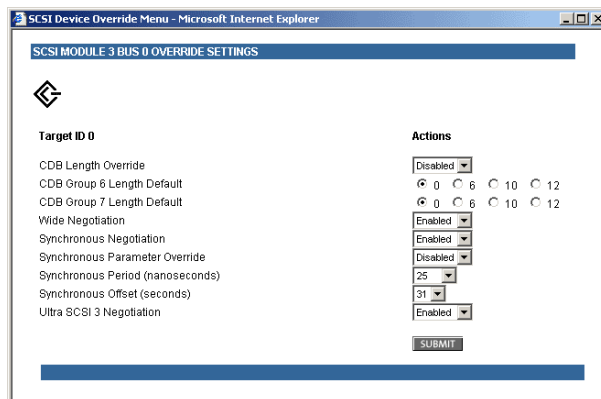 SCSI Device Override Menu - Microsoft Internet Explorer
SCSI MODULE 3 BUS 0 OVERRIDE SETTINGS
Target ID 0 Actions
CDB Length Override Disabled
CDB Group 6 Length Default 0 6 10 12
CDB Group 7 Length Default 0 6 10 12
Wide Negotiation Enabled
Synchronous Negotiation Enabled
Synchronous Parameter Override Disabled
Synchronous Period (nanoseconds) 25
Synchronous Offset (seconds) 31
Ultra SCSI 3 Negotiation Enabled
SUBMIT